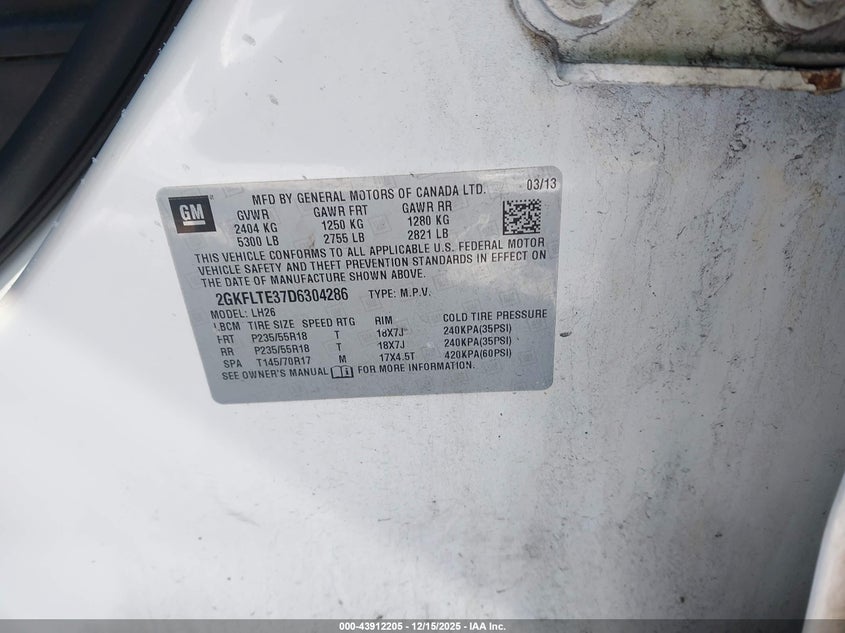 GM
MFD BY GENERAL MOTORS OF CANADA LTD. 03/13
GVWR GAWR FRT GAWR RR
2404 KG 1250 KG 1280 KG
5300 LB 2755 LB 2821 LB
THIS VEHICLE CONFORMS TO ALL APPLICABLE U.S. FEDERAL MOTOR
VEHICLE SAFETY AND THEFT PREVENTION STANDARDS IN EFFECT ON
THE DATE OF MANUFACTURE SHOWN ABOVE.
2GKFLTE37D6304286 TYPE: M.P.V.
MODEL: LH26
LBCM TIRE SIZE SPEED RTG RIM COLD TIRE PRESSURE
FRT P235/55R18 T 18X7J 240KPA(35PSI)
RR P235/55R18 T 18X7J 240KPA(35PSI)
SPA T145/70R17 M 17X4.5T 420KPA(60PSI)
SEE OWNER'S MANUAL FOR MORE INFORMATION.
000-43912205 - 12/15/2025 - IAA Inc.